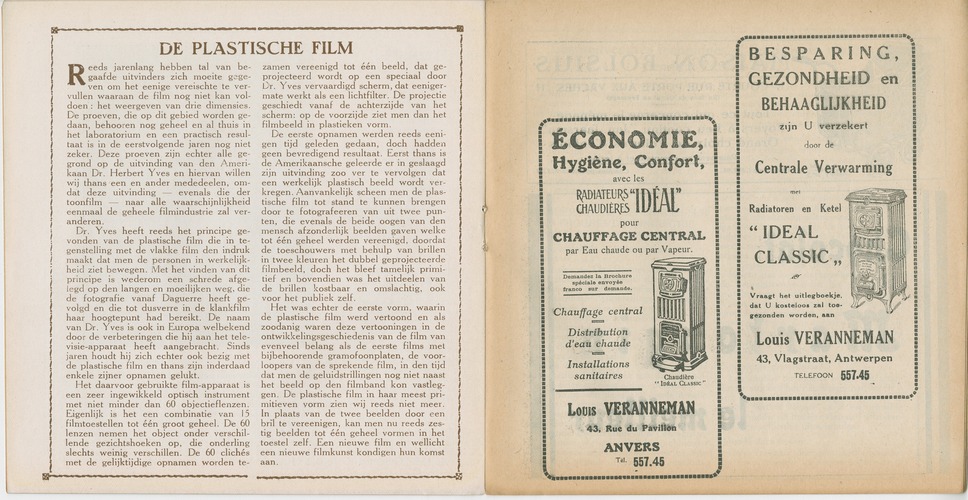 DE PLASTISCHE FILM
Reeds jarenlang hebben tal van be-
gaafde uitvinders zich moeite gege-
ven om het eenige vereischte te ver-
vullen waaraan de film nog niet kan vol-
doen: het weergeven van drie dimensies.
De proeven, die op dit gebied worden ge-
daan, behooren nog geheel en al thuis in
het laboratorium en een practisch resul-
taat is in de eerstvolgende jaren nog niet
zeker. Deze proeven zijn echter alle ge-
grond op de uitvinding van den Ameri-
kaan Dr. Herbert Yves en hiervan willen
wij thans een en ander mededeelen, om-
dat deze uitvinding — evenals die der
toonfilm — naar alle waarschijnlijkheid
eenmaal de geheele filmindustrie zal ver-
anderen.
Dr. Yves heeft reeds het principe ge-
vonden van de plastische film die in te-
genstelling met de vlakke film den indruk
maakt dat men de personen in werkelijk-
heid ziet bewegen. Met het vinden van dit
principe is wederom een schrede afge-
legd op den langen en moeilijken weg, die
de fotografie vanaf Daguerre heeft ge-
volgd en die tot dusverre in de klankfilm
haar hoogtepunt had bereikt. De naam
van Dr. Yves is ook in Europa welbekend
door de verbeteringen die hij aan het tele-
visie-apparaat heeft aangebracht. Sinds
jaren houdt hij zich echter ook bezig met
de plastische film en thans zijn inderdaad
enkele zijner opnamen gelukt.
Het daarvoor gebruikte film-apparaat is
een zeer ingewikkeld optisch instrument
met niet minder dan 60 objectieflenzen.
Eigenlijk is het een combinatie van 15
filmtoestellen tot één groot geheel. De 60
lenzen nemen het object onder verschil-
lende gezichtshoeken op, die onderling
slechts weinig verschillen. De 60 clichés
met de gelijktijdige opnamen worden te-
zamen vereenigd tot één beeld, dat ge-
projecteerd wordt op een speciaal door
Dr. Yves vervaardigd scherm, dat eeniger-
mate werkt als een lichtfilter. De projectie
geschiedt vanaf de achterzijde van het
scherm: op de voorzijde ziet men dan het
filmbeeld in plastieken vorm.
De eerste opnamen werden reeds eeni-
gen tijd geleden gedaan, doch hadden
geen bevredigend resultaat. Eerst thans is
de Amerikaansche geleerde er in geslaagd
zijn uitvinding zoo ver te vervolgen dat
een werkelijk plastisch beeld wordt ver-
kregen. Aanvankelijk scheen men de plas-
tische film tot stand te kunnen brengen
door te fotografeeren van uit twee pun-
ten, die evenals de beide oogen van den
mensch afzonderlijk beelden gaven welke
tot één geheel werden vereenigd, doordat
de toeschouwers met behulp van brillen
in twee kleuren het dubbel geprojecteerde
filmbeeld, doch het bleef tamelijk primi-
tief en bovendien was het uitdeelen van
de brillen kostbaar en omslachtig, ook
voor het publiek zelf.
Het was echter de eerste vorm, waarin
de plastische film werd vertoond en als
zoodanig waren deze vertooningen in de
ontwikkelingsgeschiedenis van den film van
evenveel belang als de eerste films met
bijbehoorende gramofoonplaten, de voor-
loopers van de sprekende film, in den tijd
dat men de geluidstrillingen nog niet naast
het beeld op den filmband kon vastleg-
gen. De plastische film in haar meest pri-
mitieven vorm zien wij reeds niet meer.
In plaats van de twee beelden door een
bril te vereenigen, kan men nu reeds zes-
tig beelden tot één geheel vormen in het
toestel zelf. Een nieuwe film en wellicht
een nieuwe filmkunst kondigen hun komst
aan.
ÉCONOMIE,
Hygiène, Confort,
avec les
RADIATEURS "IDÉAL"
CHAUDIÈRES
pour
CHAUFFAGE CENTRAL
par Eau chaude ou par Vapeur.
Demandez la Brochure
spéciale envoyée
franco sur demande.
Chauffage central
Distribution
d'eau chaude
Installations
sanitaires
Chaudière
"IDÉAL CLASSIC"
Louis VERANNEMAN
43, Rue du Pavillon
ANVERS
Tél. 557.45
BESPARING,
GEZONDHEID en
BEHAAGLIJKHEID
zijn U verzekert
door de
Centrale Verwarming
met
Radiatoren en Ketel
" IDEAL
CLASSIC „
Vraagt het uitlegboekje,
dat U kosteloos zal toe-
gezonden worden, aan
Louis VERANNEMAN
43, Vlagstraat, Antwerpen
TELEFOON 557.45